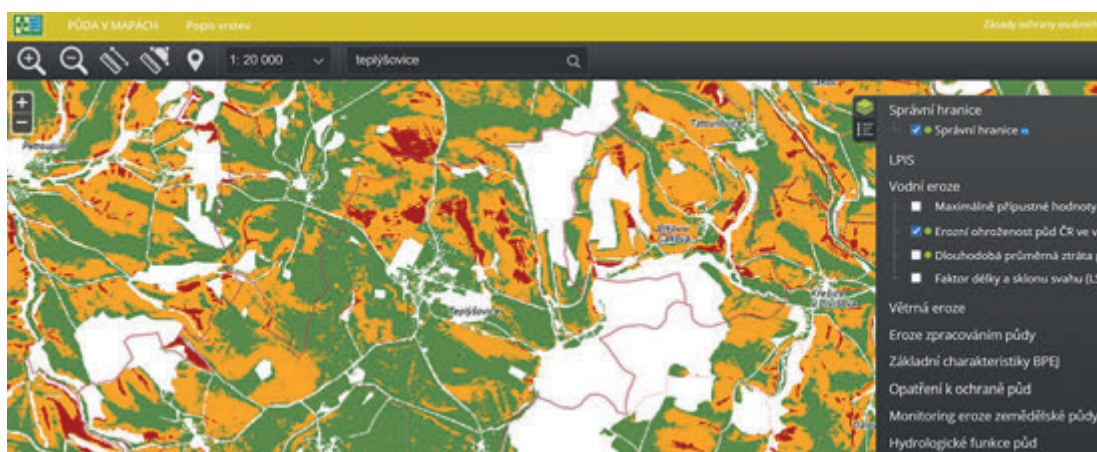 PŮDA V MAPÁCH Popis vrstev Zásady ochrany osobních
1: 20 000 teplýšovice
Správní hranice
Správní hranice
LPIS
Vodní eroze
Maximálně přípustné hodnoty
Erozní ohroženost půd ČR ve v
Dlouhodobá průměrná ztráta p
Faktor délky a sklonu svahu (LS
Větrná eroze
Eroze zpracováním půdy
Základní charakteristiky BPEJ
Opatření k ochraně půd
Monitoring eroze zemědělské půdy
Hydrologické funkce půd
Petroupim
Teplýšovice